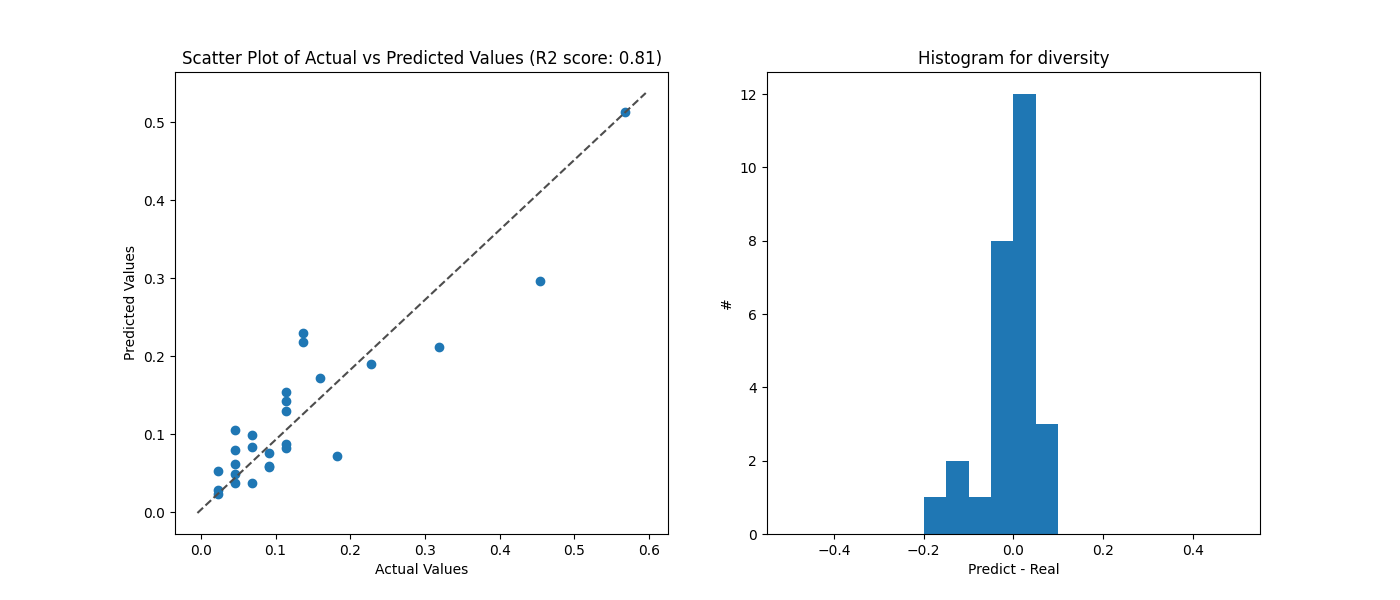 Scatter Plot of Actual vs Predicted Values (R2 score: 0.81)
0.5
0.4
0.3
0.2
0.1
0.0
Predicted Values
0.0 0.1 0.2 0.3 0.4 0.5 0.6
Actual Values
Histogram for diversity
12
10
8
6
4
2
0
#
−0.4 −0.2 0.0 0.2 0.4
Predict - Real